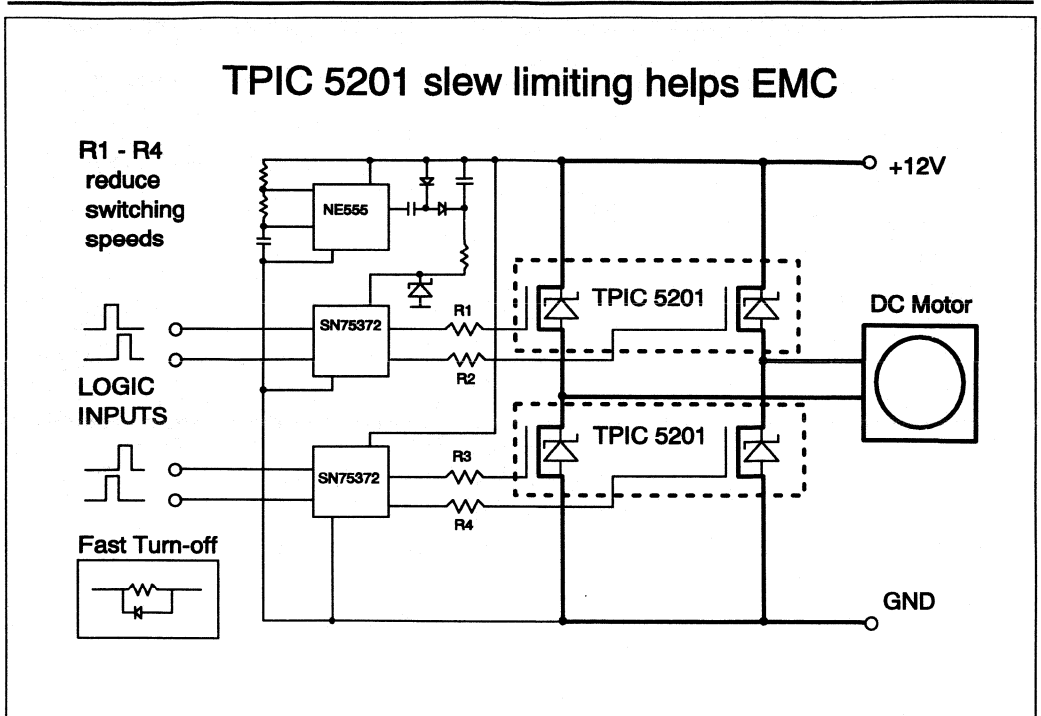 TPIC 5201 slew limiting helps EMC
R1 - R4
reduce
switching
speeds
NE555
+12V
TPIC 5201
DC Motor
SN75372
R1
R2
LOGIC
INPUTS
TPIC 5201
SN75372
R3
R4
Fast Turn-off
GND